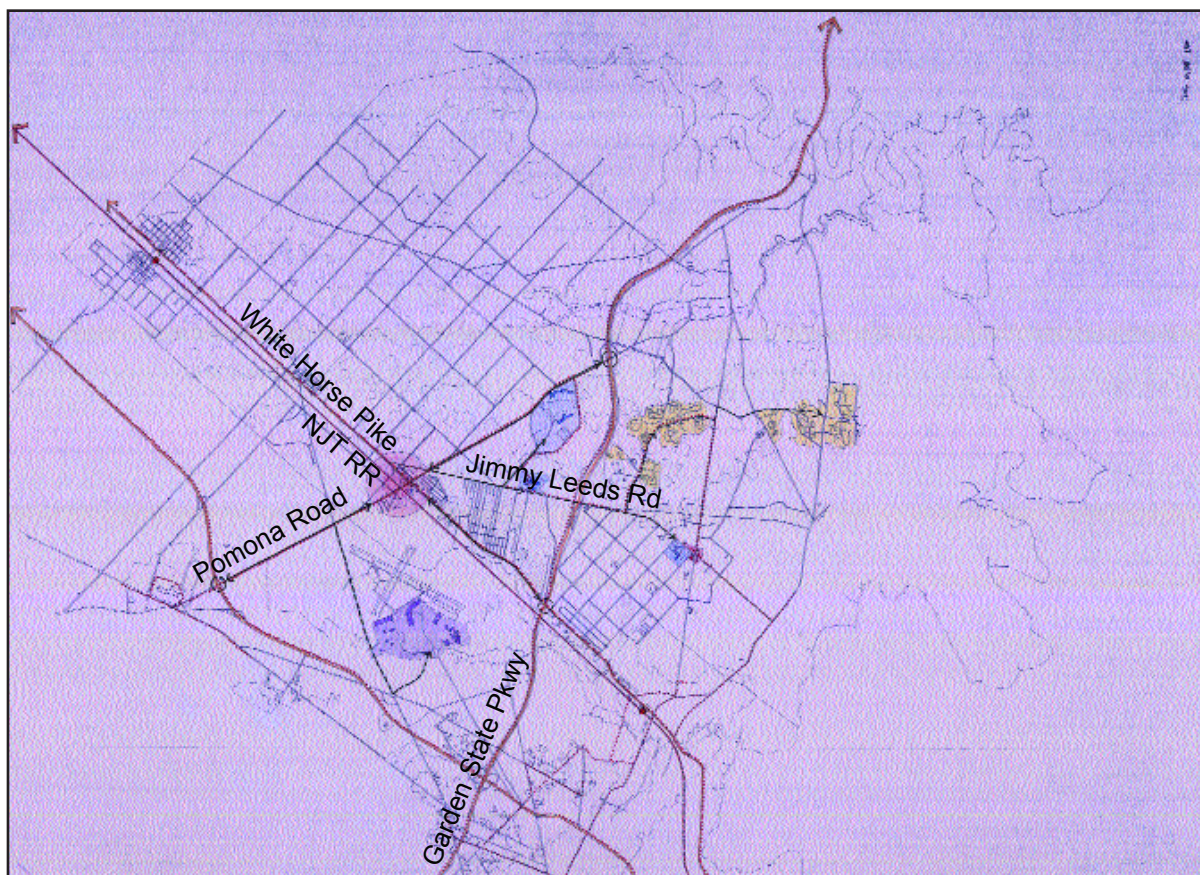 White Horse Pike
NJT RR
Jimmy Leeds Rd
Pomona Road
Garden State Pkwy